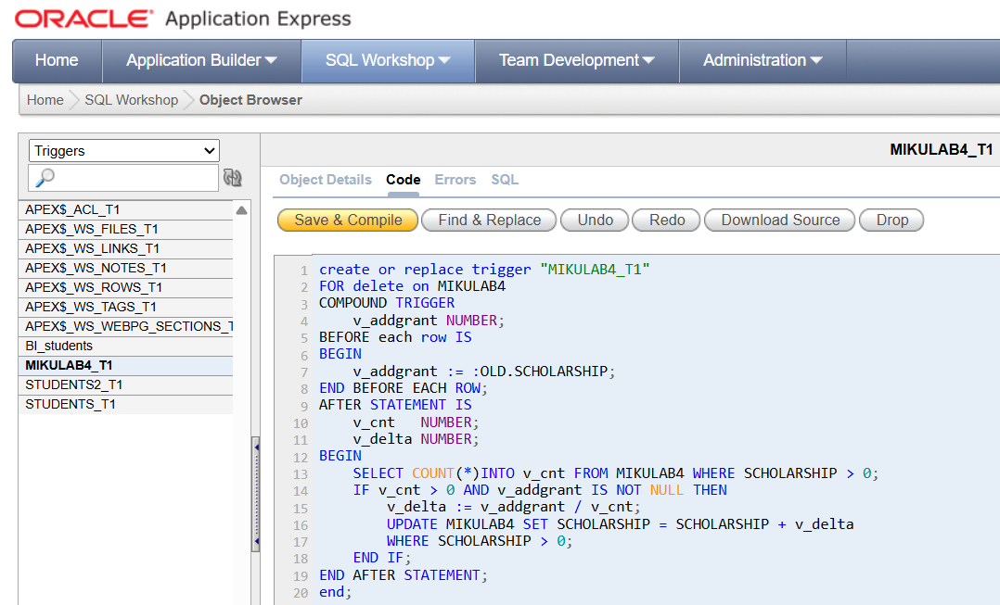 ORACLE Application Express
Home Application Builder SQL Workshop Team Development Administration
Home SQL Workshop Object Browser
Triggers
MIKULAB4_T1
Object Details Code Errors SQL
Save & Compile Find & Replace Undo Redo Download Source Drop
APEX$_ACL_T1
APEX$_WS_FILES_T1
APEX$_WS_LINKS_T1
APEX$_WS_NOTES_T1
APEX$_WS_ROWS_T1
APEX$_WS_TAGS_T1
APEX$_WS_WEBPG_SECTIONS_T
BI_students
MIKULAB4_T1
STUDENTS2_T1
STUDENTS_T1
1 create or replace trigger "MIKULAB4_T1"
2 FOR delete on MIKULAB4
3 COMPOUND TRIGGER
4     v_addgrant NUMBER;
5 BEFORE each row IS
6 BEGIN
7     v_addgrant := :OLD.SCHOLARSHIP;
8 END BEFORE EACH ROW;
9 AFTER STATEMENT IS
10     v_cnt   NUMBER;
11     v_delta NUMBER;
12 BEGIN
13     SELECT COUNT(*)INTO v_cnt FROM MIKULAB4 WHERE SCHOLARSHIP > 0;
14     IF v_cnt > 0 AND v_addgrant IS NOT NULL THEN
15         v_delta := v_addgrant / v_cnt;
16         UPDATE MIKULAB4 SET SCHOLARSHIP = SCHOLARSHIP + v_delta
17         WHERE SCHOLARSHIP > 0;
18     END IF;
19 END AFTER STATEMENT;
20 end;